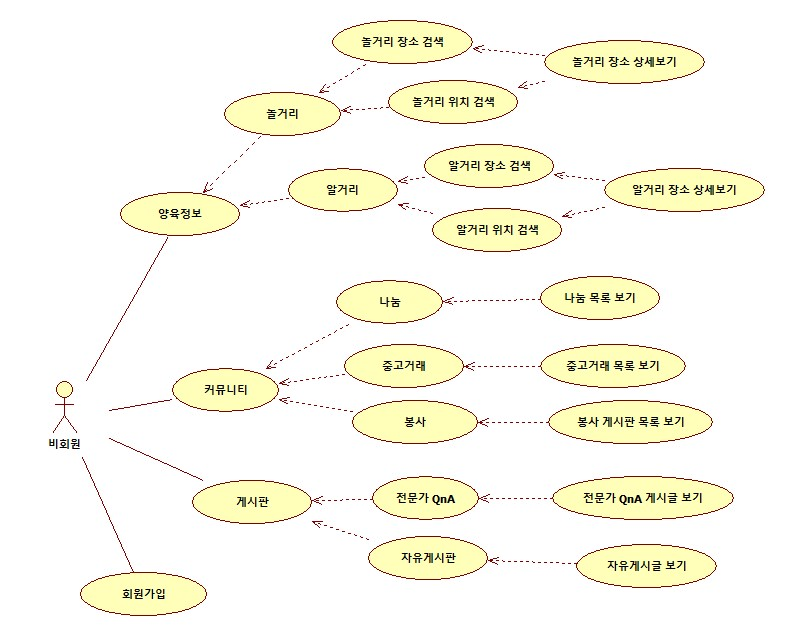 놀거리 장소 검색
놀거리 장소 상세보기
놀거리
놀거리 위치 검색
알거리 장소 검색
알거리
알거리 장소 상세보기
양육정보
알거리 위치 검색
나눔
나눔 목록 보기
중고거래
중고거래 목록 보기
커뮤니티
봉사
봉사 게시판 목록 보기
비회원
게시판
전문가 QnA
전문가 QnA 게시글 보기
자유게시판
자유게시글 보기
회원가입